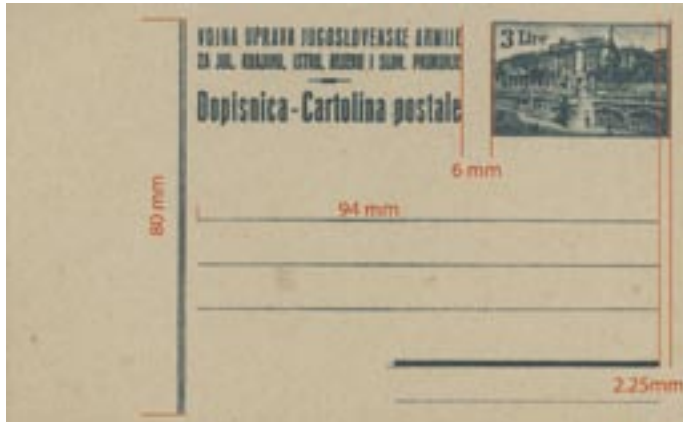 VOJNA UPRAVA JUGOSLOVENSKE ARMIJE
ZA JUL. KRAJINU, ISTRU, RIJEKU I SLOV. PRIMORJE
Dopisnica - Cartolina postale
3 Lire
6 mm
80 mm
94 mm
2.25mm